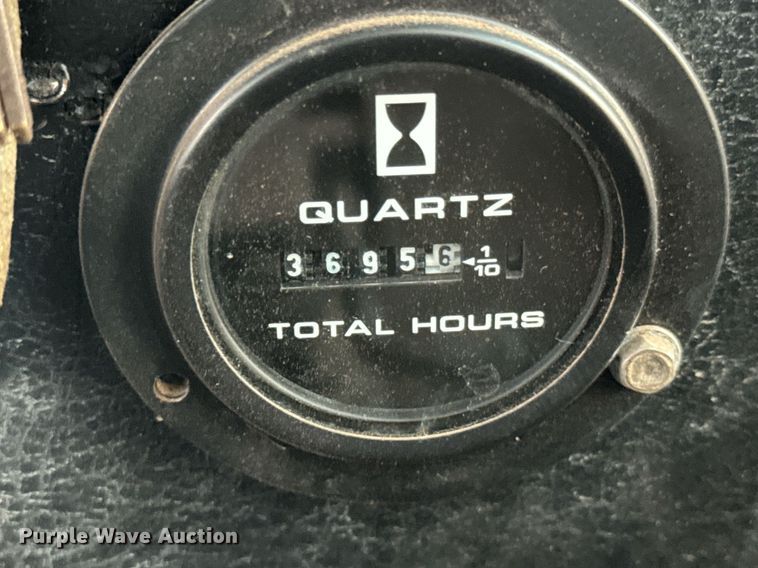 QUARTZ
3 6 9 5 6 ◄ 1/10
TOTAL HOURS
Purple Wave Auction